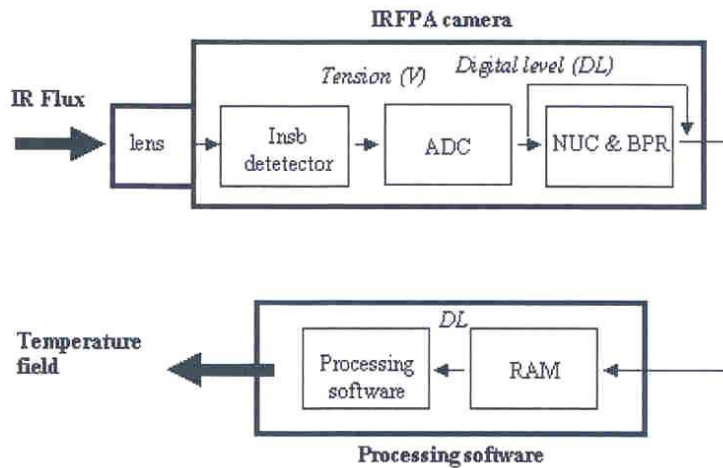 IRFPA camera
Tension (V)
Digital level (DL)
IR Flux
lens
Insb
detetector
ADC
NUC & BPR
Temperature
field
DL
Processing
software
RAM
Processing software